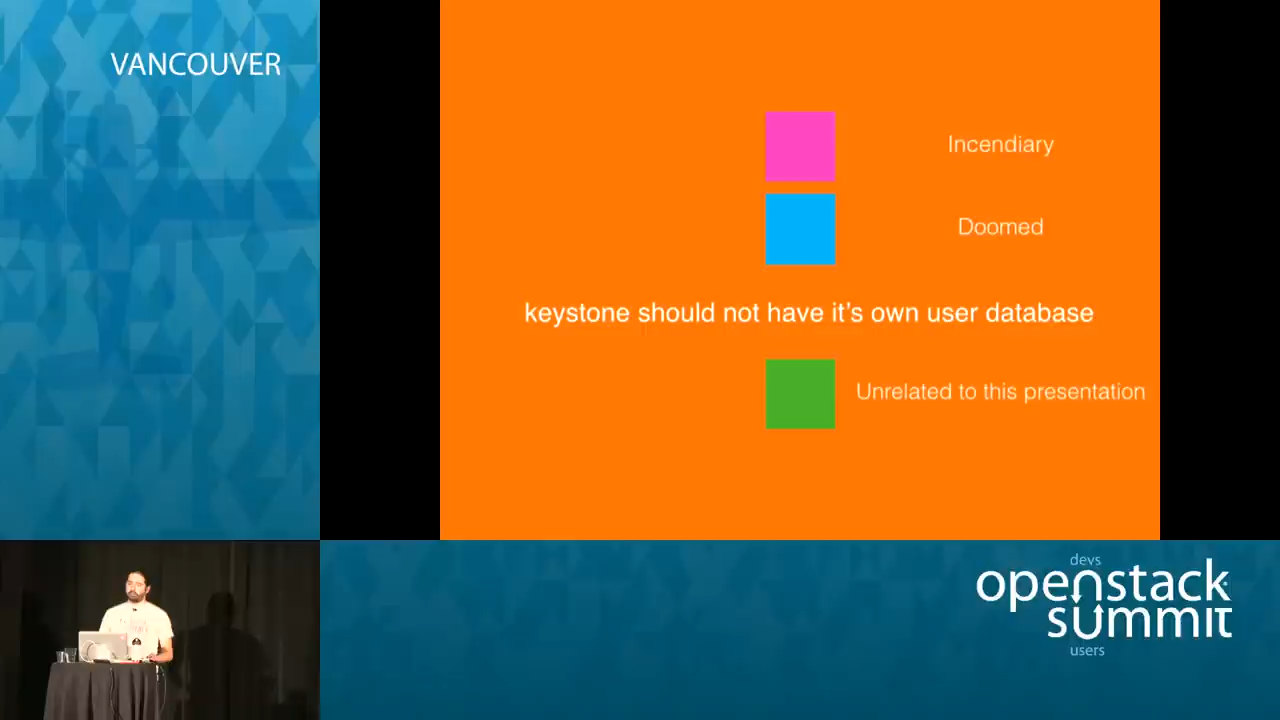 VANCOUVER
Incendiary
Doomed
keystone should not have it's own user database
Unrelated to this presentation
devs
openstack
summit
users